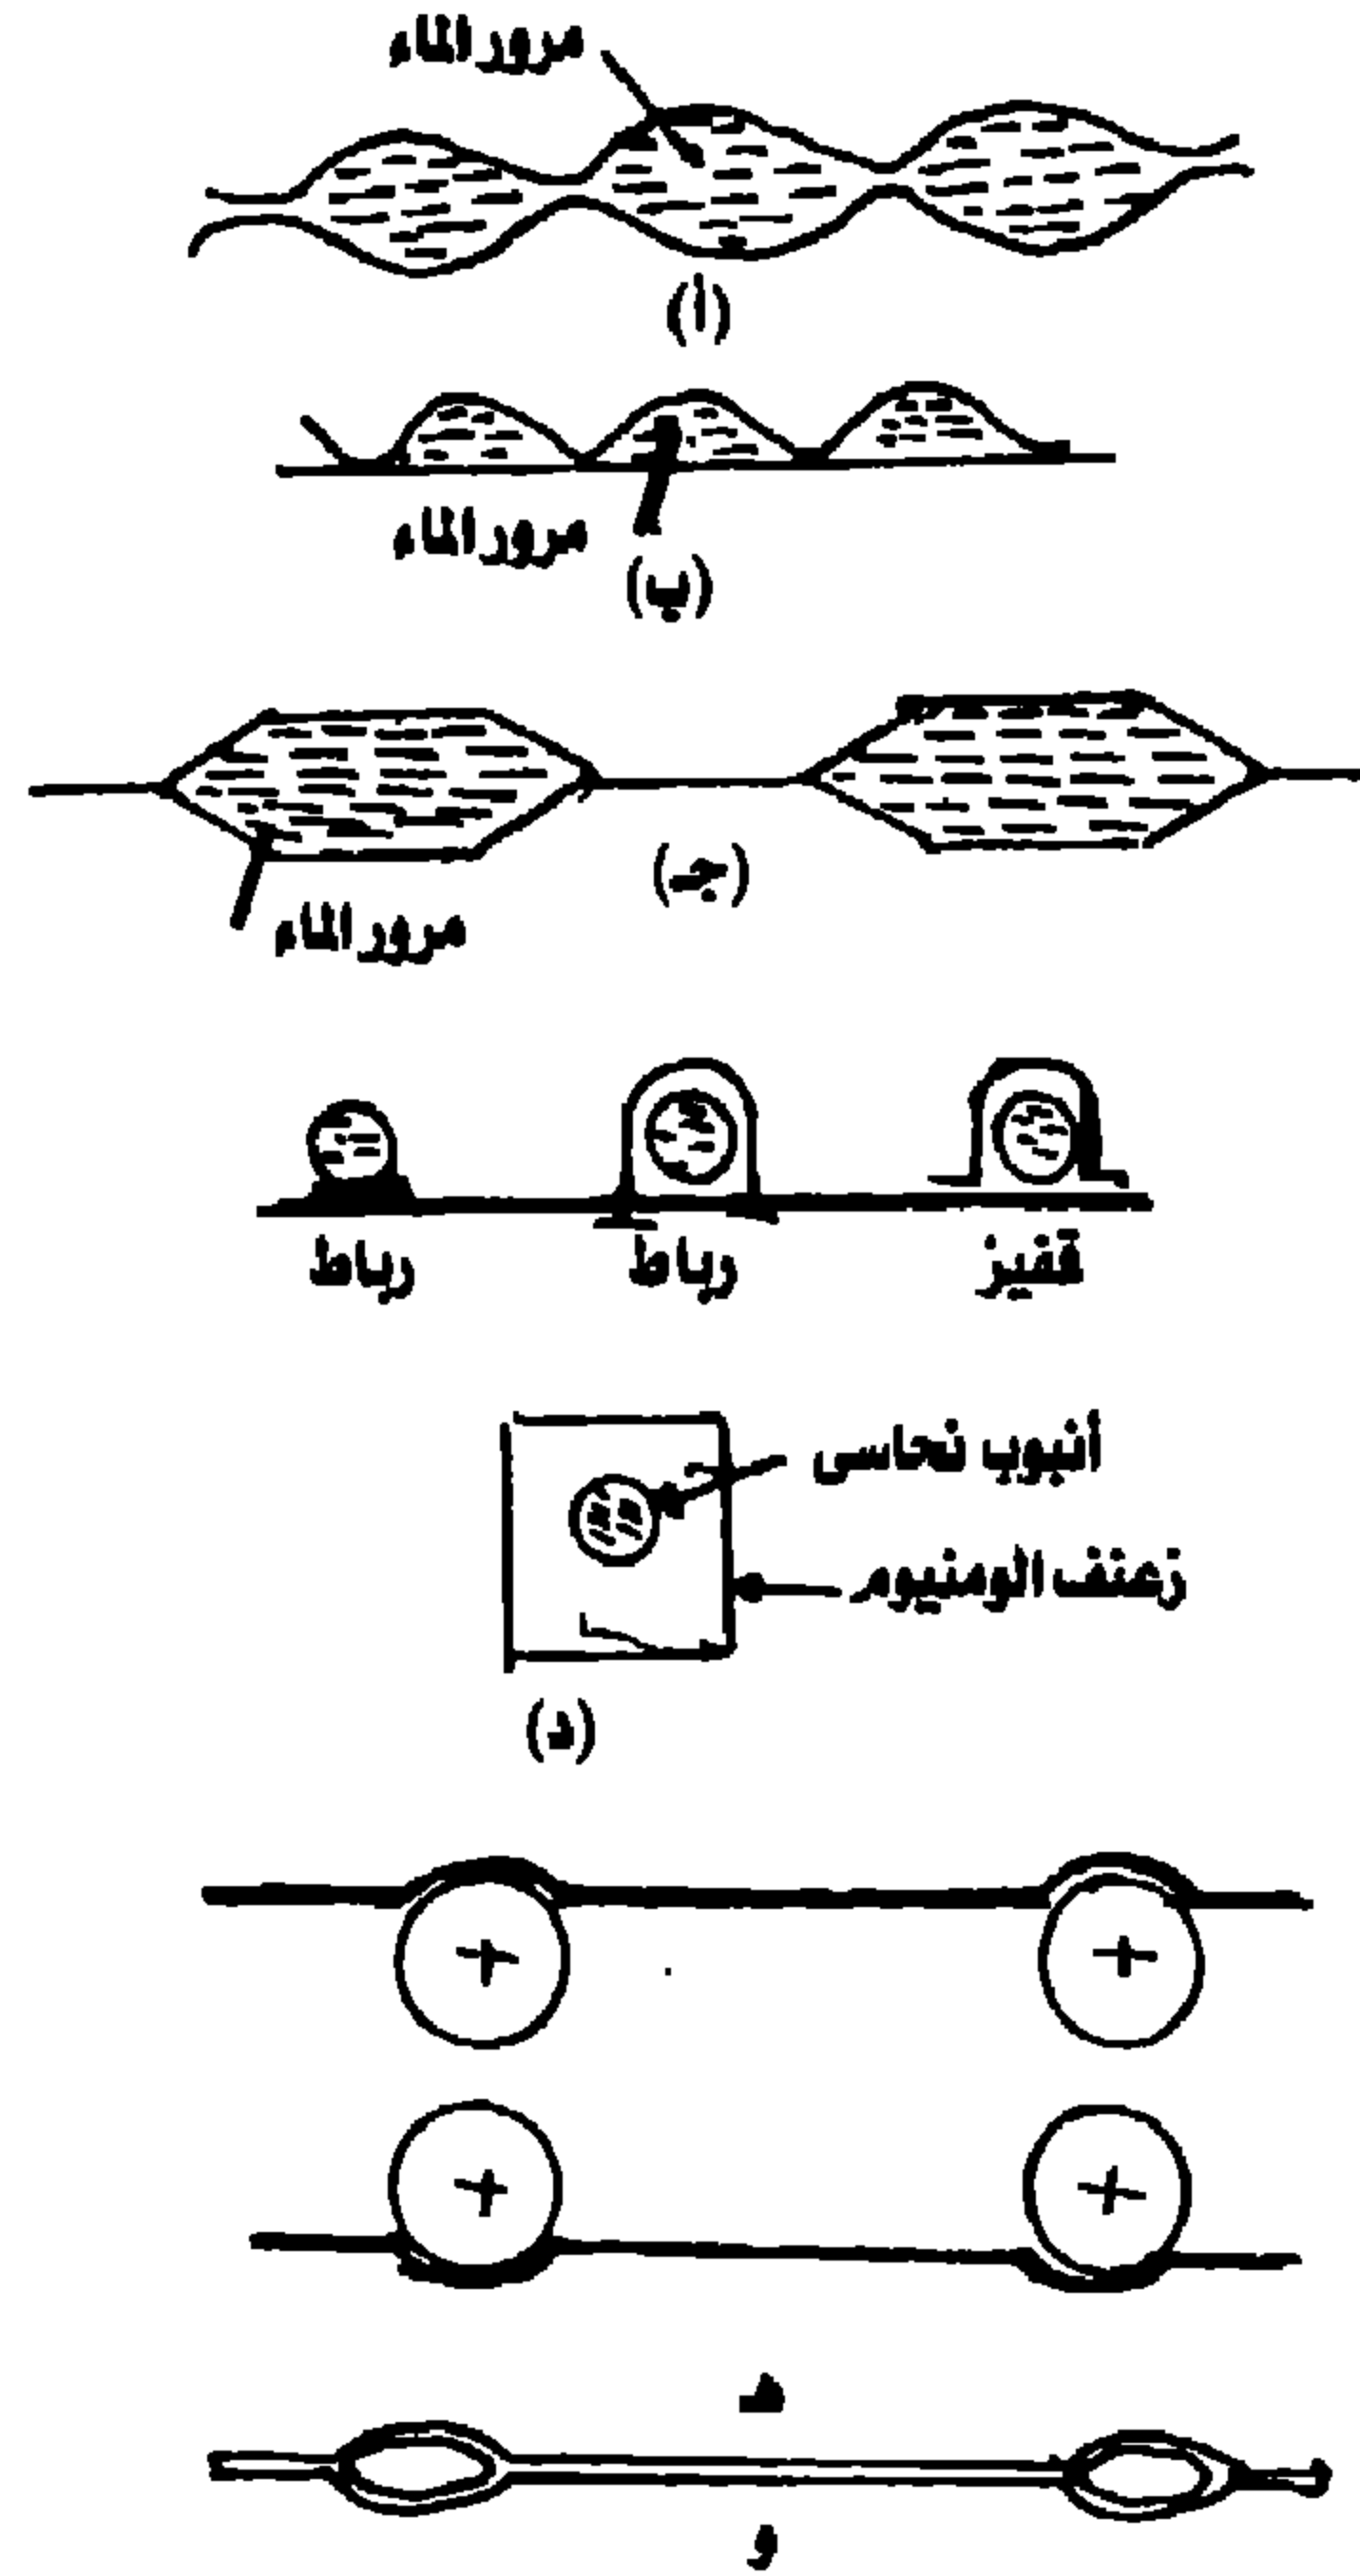 مرور الماء
(أ)
مرور الماء
(ب)
(جـ)
مرور الماء
قفيز رباط رباط
أنبوب نحاسى
زعنف الومنيوم
(د)
هـ
و